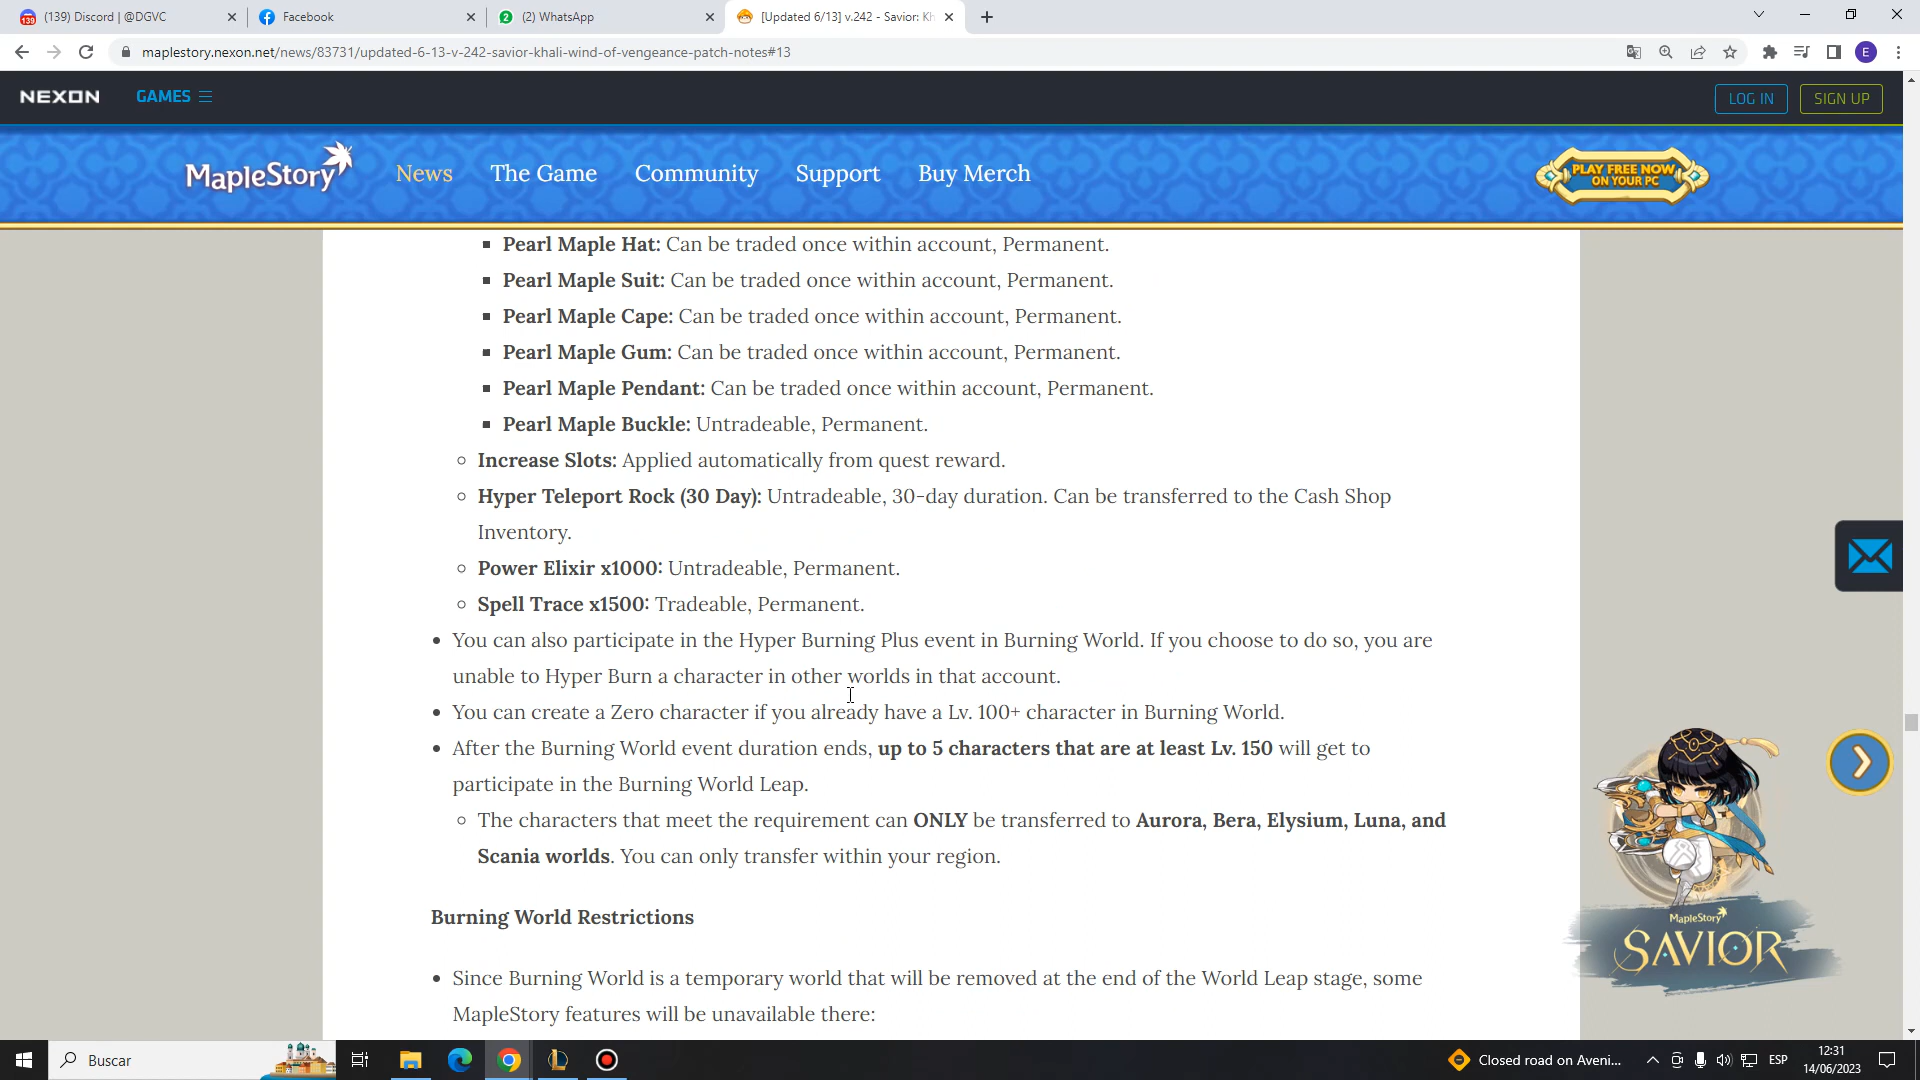 (139) Discord | @DGVC
Facebook
(2) WhatsApp
[Updated 6/13] v.242 - Savior: Kh
maplestory.nexon.net/news/83731/updated-6-13-v-242-savior-khali-wind-of-vengeance-patch-notes#13
E
NEXON
GAMES
LOG IN
SIGN UP
MapleStory
News
The Game
Community
Support
Buy Merch
PLAY FREE NOW
ON YOUR PC
Pearl Maple Hat: Can be traded once within account, Permanent.
Pearl Maple Suit: Can be traded once within account, Permanent.
Pearl Maple Cape: Can be traded once within account, Permanent.
Pearl Maple Gum: Can be traded once within account, Permanent.
Pearl Maple Pendant: Can be traded once within account, Permanent.
Pearl Maple Buckle: Untradeable, Permanent.
Increase Slots: Applied automatically from quest reward.
Hyper Teleport Rock (30 Day): Untradeable, 30-day duration. Can be transferred to the Cash Shop
Inventory.
Power Elixir x1000: Untradeable, Permanent.
Spell Trace x1500: Tradeable, Permanent.
You can also participate in the Hyper Burning Plus event in Burning World. If you choose to do so, you are
unable to Hyper Burn a character in other worlds in that account.
You can create a Zero character if you already have a Lv. 100+ character in Burning World.
After the Burning World event duration ends, up to 5 characters that are at least Lv. 150 will get to
participate in the Burning World Leap.
The characters that meet the requirement can ONLY be transferred to Aurora, Bera, Elysium, Luna, and
Scania worlds. You can only transfer within your region.
MapleStory
SAVIOR
Burning World Restrictions
Since Burning World is a temporary world that will be removed at the end of the World Leap stage, some
MapleStory features will be unavailable there:
Buscar
Closed road on Aveni...
ESP
12:31
14/06/2023